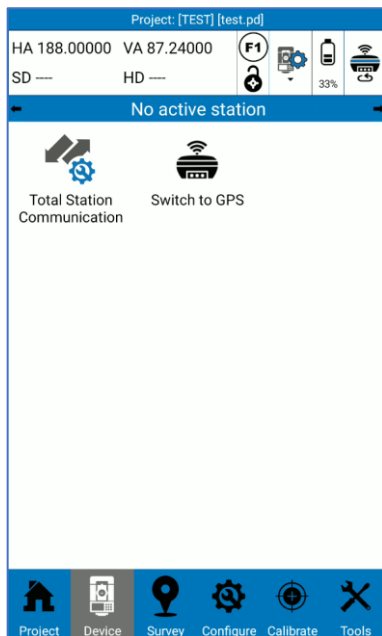 Project: [TEST] [test.pd]
HA 188.00000 VA 87.24000
F1
SD ---- HD ----
33%
No active station
Total Station
Communication
Switch to GPS
Project Device Survey Configure Calibrate Tools